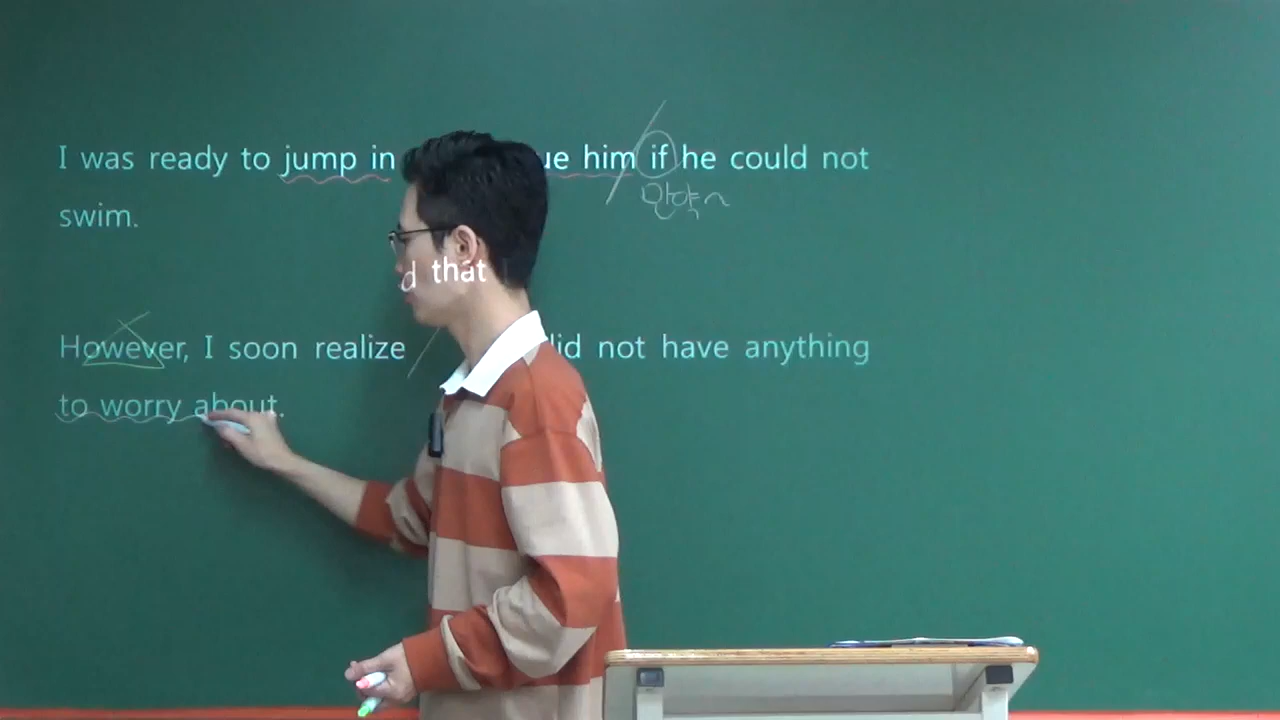 I was ready to jump in ue him if he could not
만약~
swim.
d that
However, I soon realize did not have anything
to worry about.